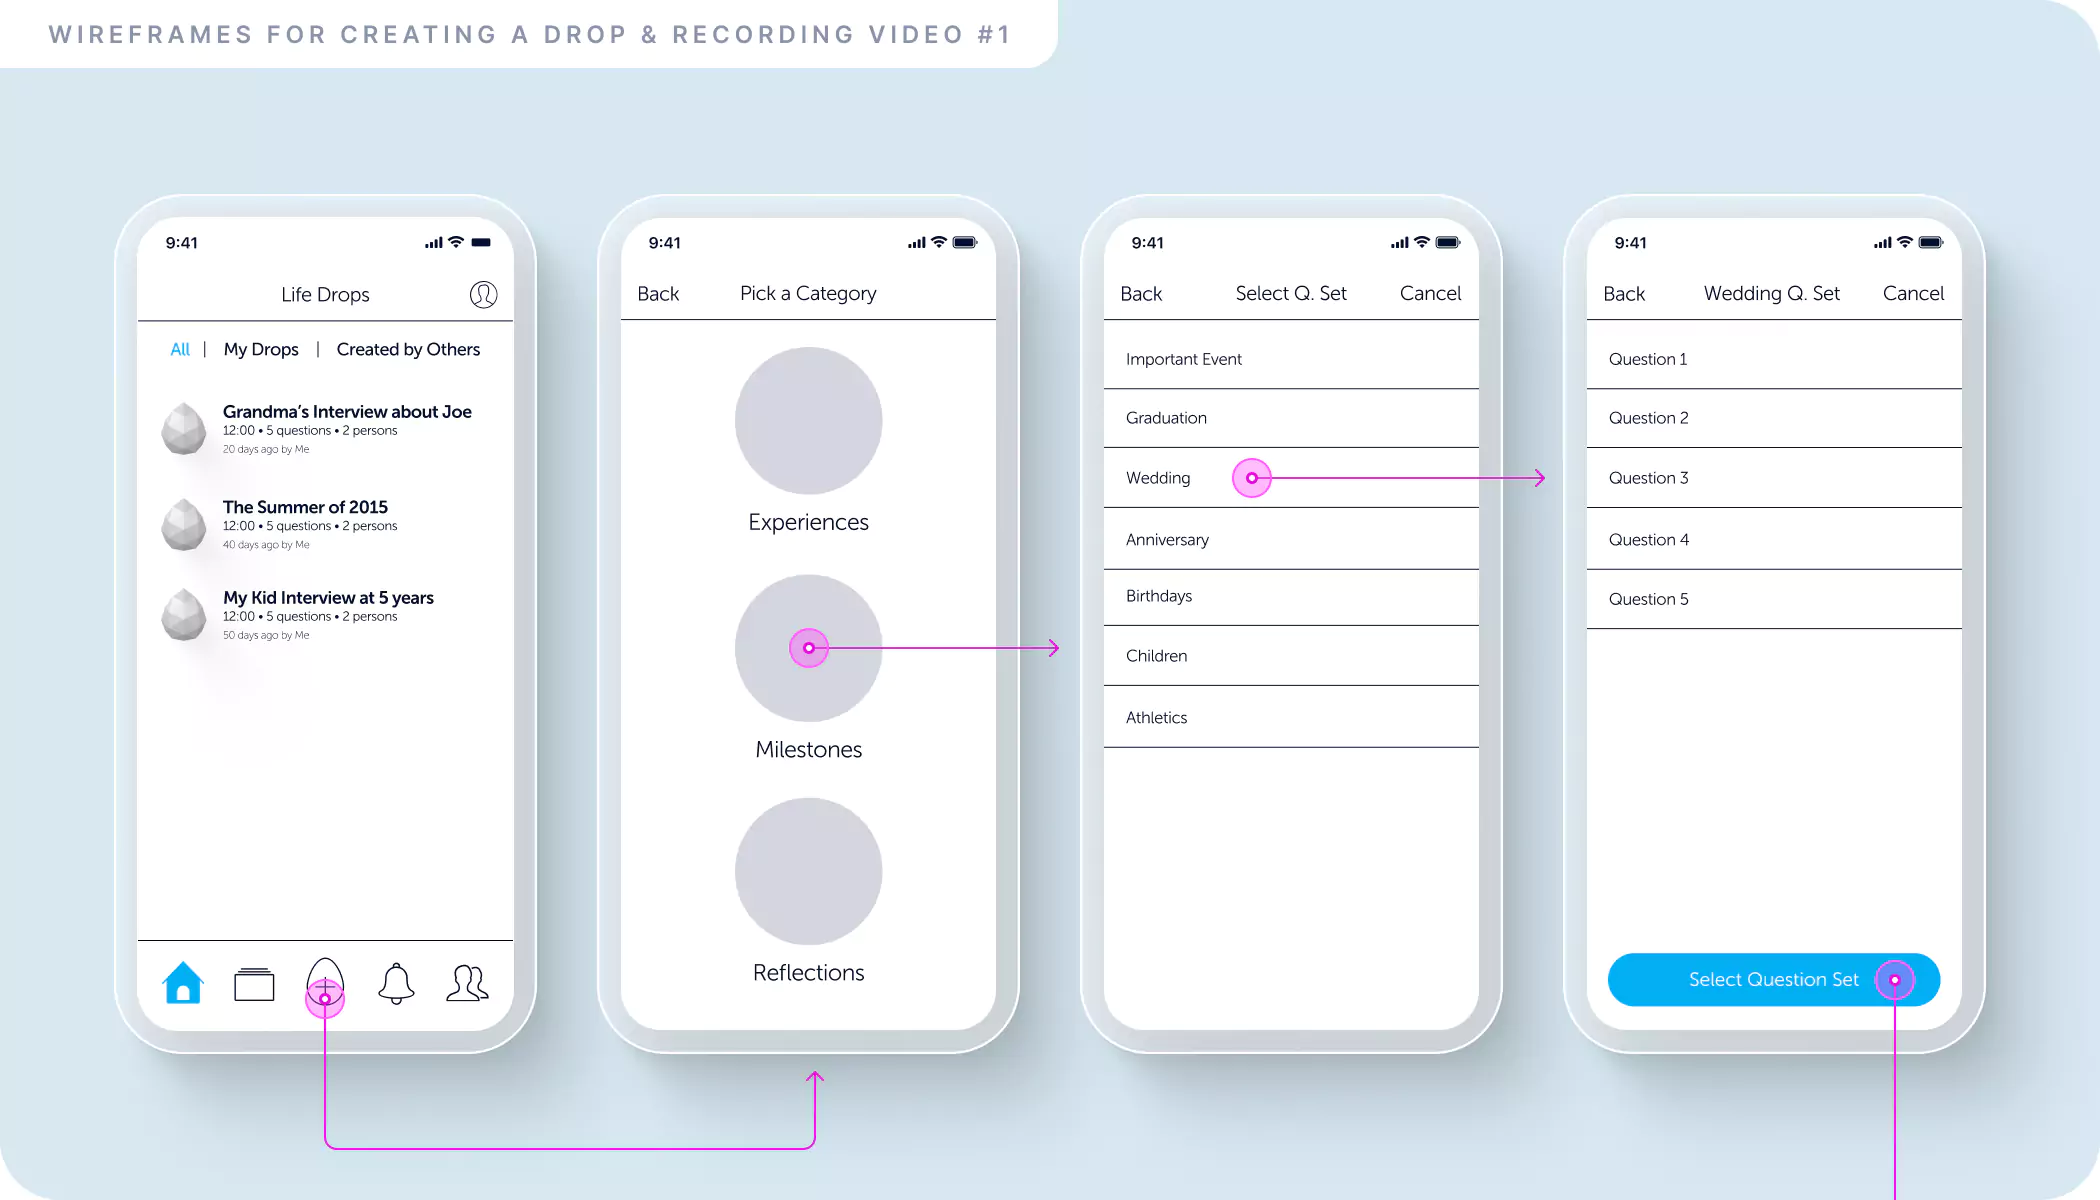 WIREFRAMES FOR CREATING A DROP & RECORDING VIDEO #1
9:41
Life Drops
All | My Drops | Created by Others
Grandma's Interview about Joe
12:00 • 5 questions • 2 persons
20 days ago by Me
The Summer of 2015
12:00 • 5 questions • 2 persons
40 days ago by Me
My Kid Interview at 5 years
12:00 • 5 questions • 2 persons
50 days ago by Me
9:41
Back Pick a Category
Experiences
Milestones
Reflections
9:41
Back Select Q. Set Cancel
Important Event
Graduation
Wedding
Anniversary
Birthdays
Children
Athletics
9:41
Back Wedding Q. Set Cancel
Question 1
Question 2
Question 3
Question 4
Question 5
Select Question Set